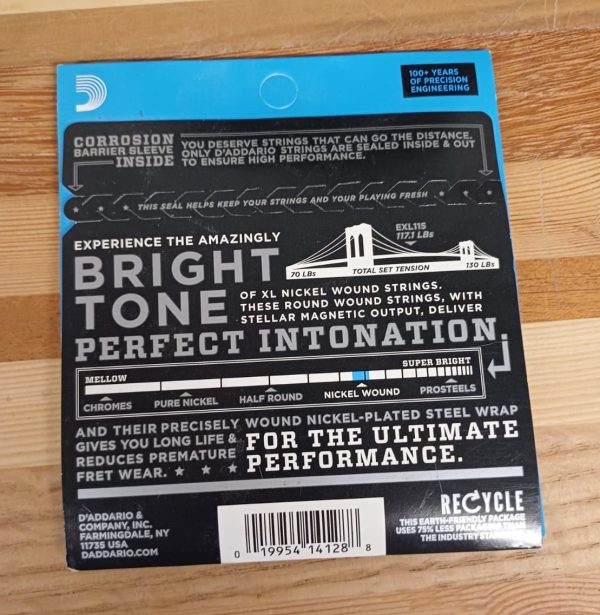 100+ YEARS
OF PRECISION
ENGINEERING
CORROSION
BARRIER SLEEVE
INSIDE
YOU DESERVE STRINGS THAT CAN GO THE DISTANCE.
ONLY D'ADDARIO STRINGS ARE SEALED INSIDE & OUT
TO ENSURE HIGH PERFORMANCE.
THIS SEAL HELPS KEEP YOUR STRINGS AND YOUR PLAYING FRESH
EXPERIENCE THE AMAZINGLY
BRIGHT
TONE
EXL115
117.1 LBs
70 LBs
TOTAL SET TENSION
130 LBs
OF XL NICKEL WOUND STRINGS.
THESE ROUND WOUND STRINGS, WITH
STELLAR MAGNETIC OUTPUT, DELIVER
PERFECT INTONATION,
MELLOW
SUPER BRIGHT
CHROMES
PURE NICKEL
HALF ROUND
NICKEL WOUND
PROSTEELS
AND THEIR PRECISELY WOUND NICKEL-PLATED STEEL WRAP
GIVES YOU LONG LIFE &
REDUCES PREMATURE
FRET WEAR.
FOR THE ULTIMATE
PERFORMANCE.
D'ADDARIO &
COMPANY, INC.
FARMINGDALE, NY
11735 USA
DADDARIO.COM
0 19954 14128 8
RECYCLE
THIS EARTH-FRIENDLY PACKAGE
USES 75% LESS PACKAGING THAN
THE INDUSTRY